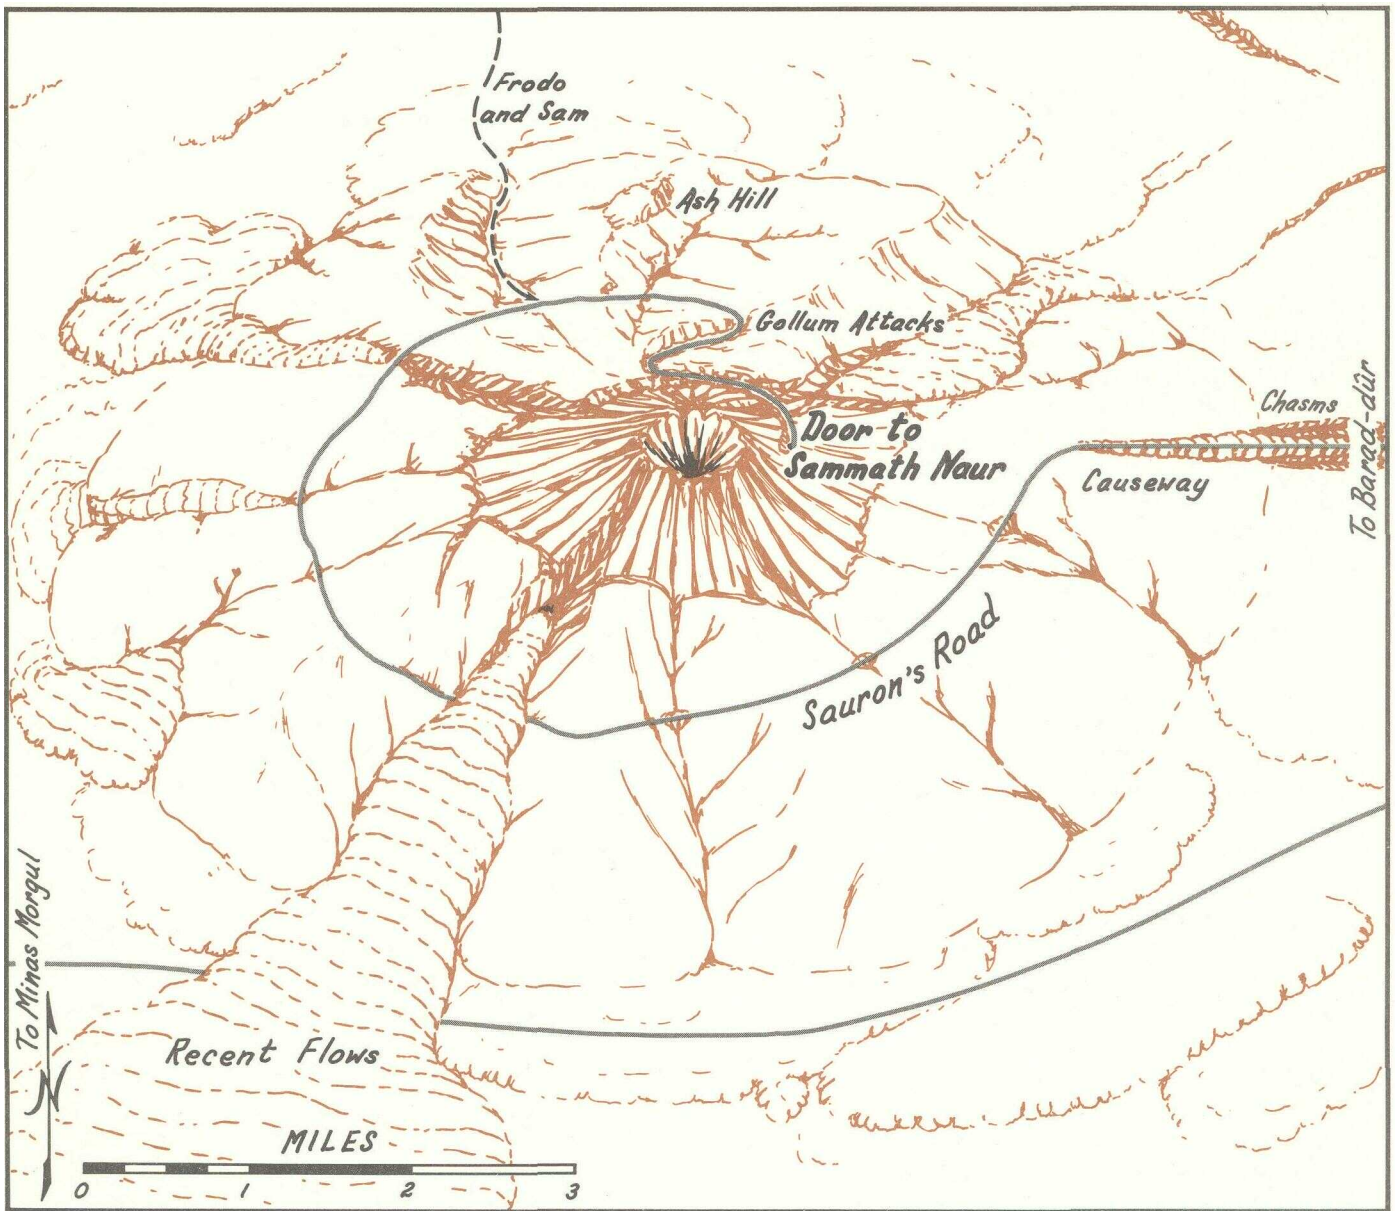 Frodo
and Sam
Ash Hill
Gollum Attacks
Chasms
Door to
Sammath Naur
Causeway
To Barad-dûr
Sauron's Road
To Minas Morgul
Recent Flows
N
MILES
0 1 2 3